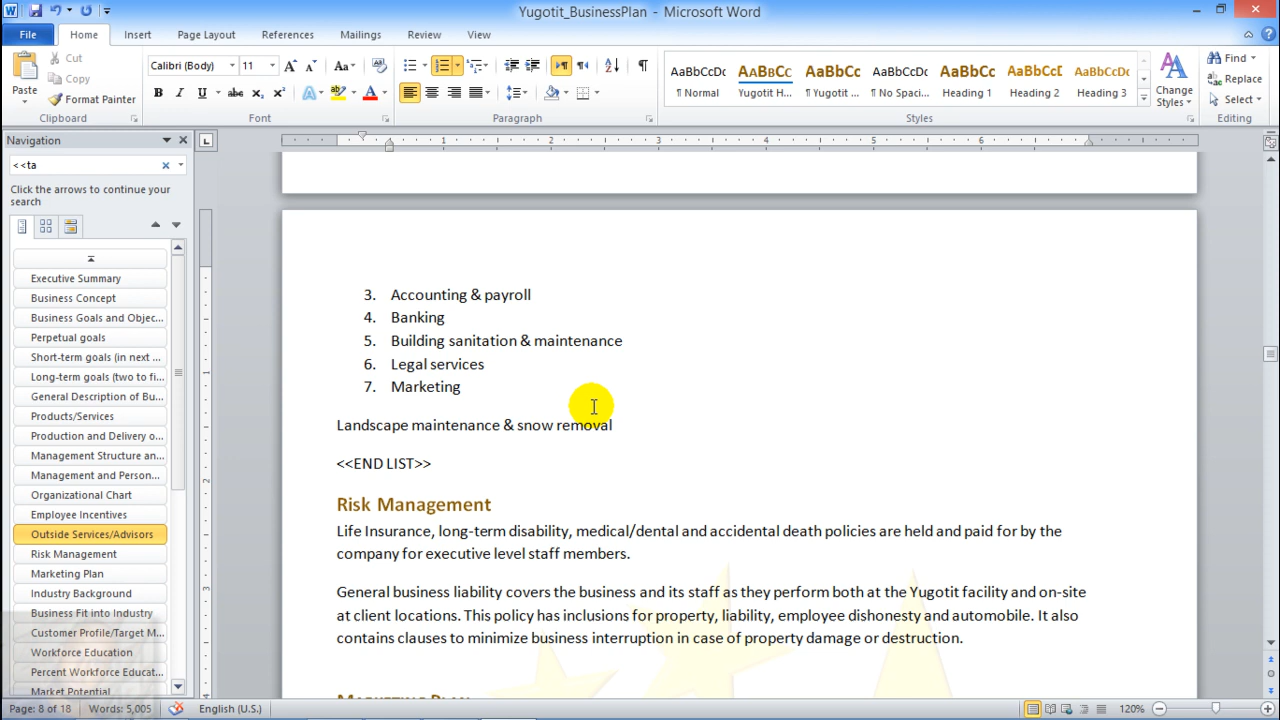 Yugotit_BusinessPlan - Microsoft Word
File Home Insert Page Layout References Mailings Review View
Paste
Cut
Copy
Format Painter
Clipboard
Calibri (Body) 11
Font
Paragraph
AaBbCcDc AaBbCc AaBbCc AaBbCcDc AaBbCc AaBbCcD AaBbCcDc
¶ Normal Yugotit H... ¶ Yugotit ... ¶ No Spaci... Heading 1 Heading 2 Heading 3
Change Styles
Styles
Find
Replace
Select
Editing
Navigation
<<ta
Click the arrows to continue your
search
Executive Summary
Business Concept
Business Goals and Objec...
Perpetual goals
Short-term goals (in next ...
Long-term goals (two to fi...
General Description of Bu...
Products/Services
Production and Delivery o...
Management Structure an...
Management and Person...
Organizational Chart
Employee Incentives
Outside Services/Advisors
Risk Management
Marketing Plan
Industry Background
Business Fit into Industry
Customer Profile/Target M...
Workforce Education
Percent Workforce Educat...
Market Potential
1 2 3 4 5 6 7
3. Accounting & payroll
4. Banking
5. Building sanitation & maintenance
6. Legal services
7. Marketing
Landscape maintenance & snow removal
<<END LIST>>
Risk Management
Life Insurance, long-term disability, medical/dental and accidental death policies are held and paid for by the
company for executive level staff members.
General business liability covers the business and its staff as they perform both at the Yugotit facility and on-site
at client locations. This policy has inclusions for property, liability, employee dishonesty and automobile. It also
contains clauses to minimize business interruption in case of property damage or destruction.
Marketing Plan
Page: 8 of 18 Words: 5,005 English (U.S.) 120%